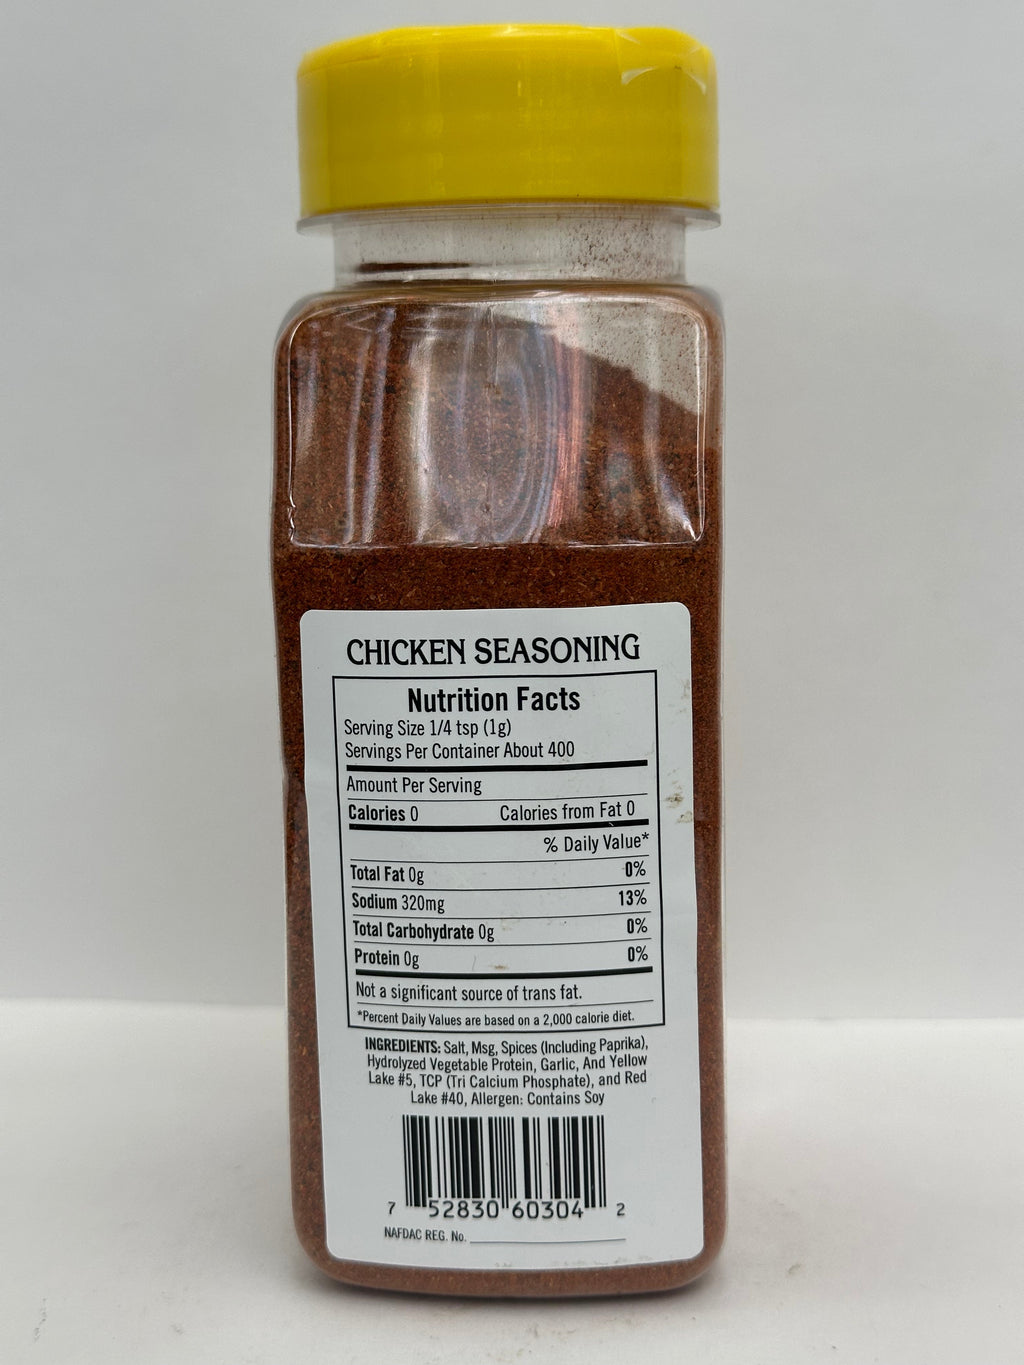 CHICKEN SEASONING
Nutrition Facts
Serving Size 1/4 tsp (1g)
Servings Per Container About 400
Amount Per Serving
Calories 0 Calories from Fat 0
% Daily Value*
Total Fat 0g 0%
Sodium 320mg 13%
Total Carbohydrate 0g 0%
Protein 0g 0%
Not a significant source of trans fat.
*Percent Daily Values are based on a 2,000 calorie diet.
INGREDIENTS: Salt, Msg, Spices (Including Paprika),
Hydrolyzed Vegetable Protein, Garlic, And Yellow
Lake #5, TCP (Tri Calcium Phosphate), and Red
Lake #40, Allergen: Contains Soy
7 52830 60304 2
NAFDAC REG. No.